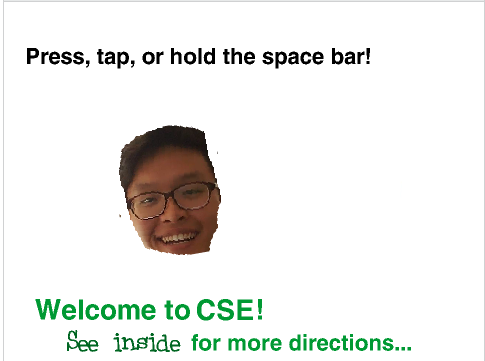 Press, tap, or hold the space bar!
Welcome to CSE!
See inside for more directions...